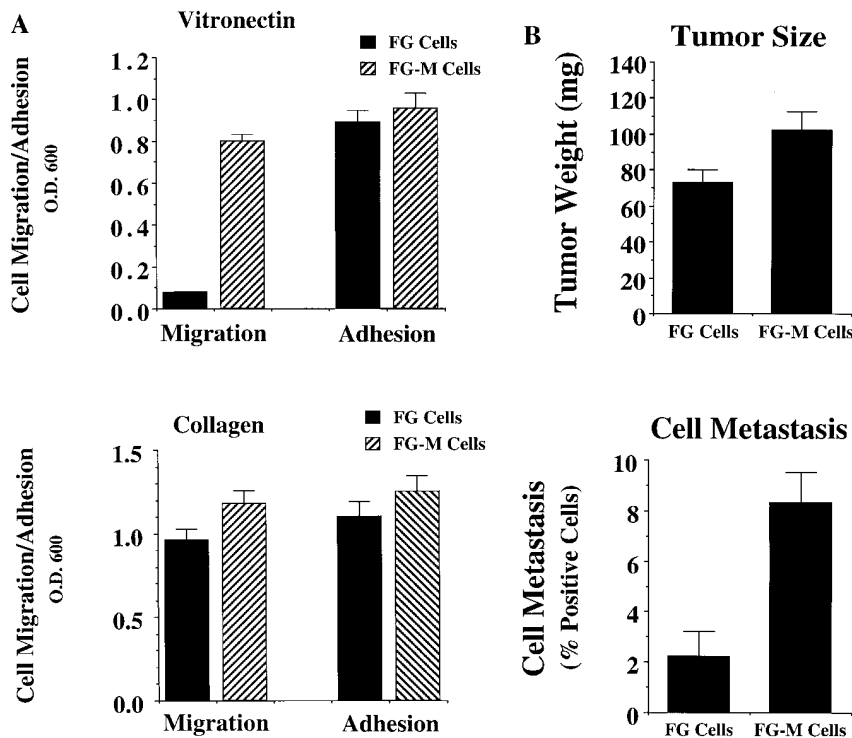 A
Vitronectin
FG Cells
FG-M Cells
Cell Migration/Adhesion
O.D. 600
1.2
1.0
0.8
0.6
0.4
0.2
0.0
Migration
Adhesion
B
Tumor Size
Tumor Weight (mg)
140
120
100
80
60
40
20
0
FG Cells
FG-M Cells
Collagen
FG Cells
FG-M Cells
Cell Migration/Adhesion
O.D. 600
1.5
1.0
0.5
0.0
Migration
Adhesion
Cell Metastasis
Cell Metastasis
(% Positive Cells)
10
8
6
4
2
0
FG Cells
FG-M Cells